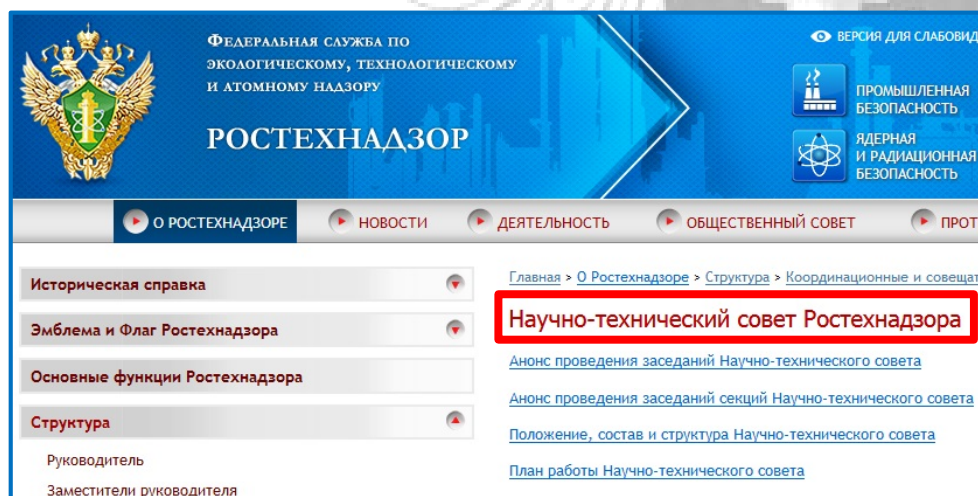 Федеральная служба по
экологическому, технологическому
и атомному надзору
РОСТЕХНАДЗОР
ВЕРСИЯ ДЛЯ СЛАБОВИД
ПРОМЫШЛЕННАЯ
БЕЗОПАСНОСТЬ
ЯДЕРНАЯ
И РАДИАЦИОННАЯ
БЕЗОПАСНОСТЬ
О РОСТЕХНАДЗОРЕ НОВОСТИ ДЕЯТЕЛЬНОСТЬ ОБЩЕСТВЕННЫЙ СОВЕТ ПРОТ
Историческая справка
Эмблема и Флаг Ростехнадзора
Основные функции Ростехнадзора
Структура
Руководитель
Заместители руководителя
Главная > О Ростехнадзоре > Структура > Координационные и совещат
Научно-технический совет Ростехнадзора
Анонс проведения заседаний Научно-технического совета
Анонс проведения заседаний секций Научно-технического совета
Положение, состав и структура Научно-технического совета
План работы Научно-технического совета